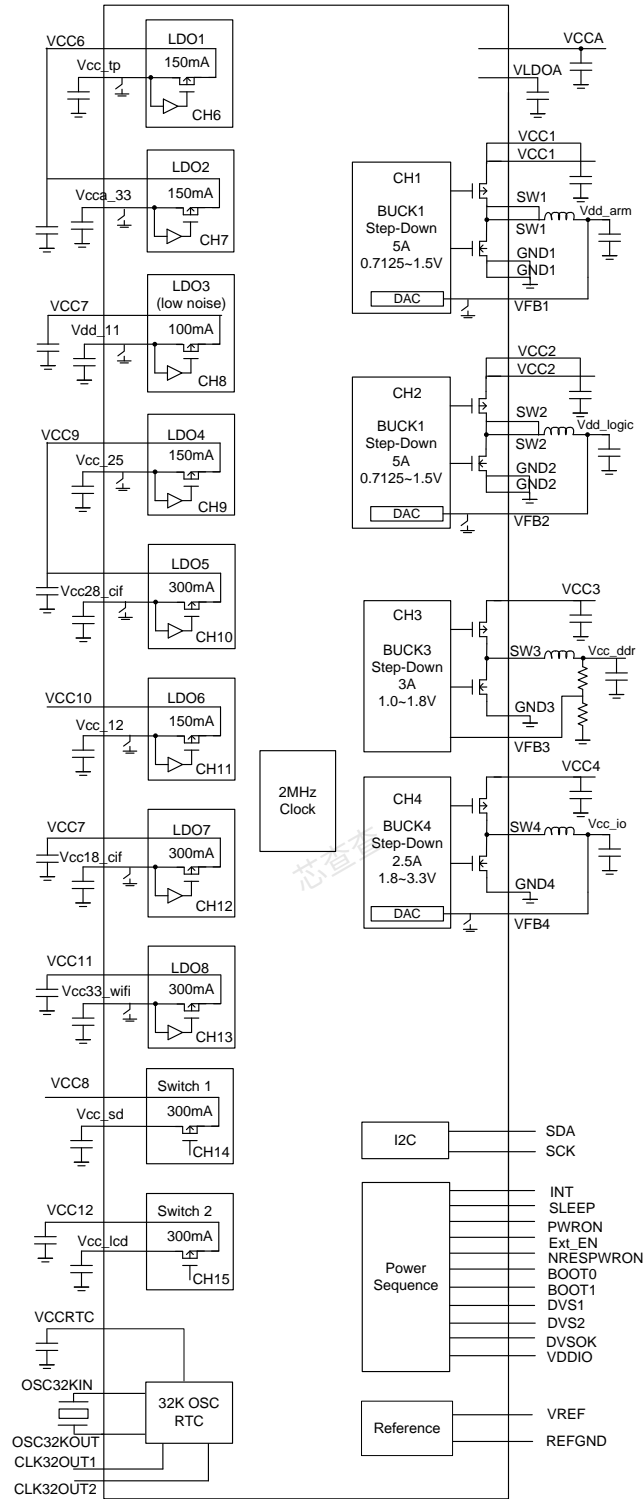 VCC6
LDO1
Vcc_tp
150mA
CH6
LDO2
Vcca_33
150mA
CH7
LDO3
(low noise)
VCC7
Vdd_11
100mA
CH8
VCC9
LDO4
Vcc_25
150mA
CH9
LDO5
Vcc28_cif
300mA
CH10
VCC10
LDO6
Vcc_12
150mA
CH11
VCC7
LDO7
Vcc18_cif
300mA
CH12
VCC11
LDO8
Vcc33_wifi
300mA
CH13
VCC8
Switch 1
Vcc_sd
300mA
CH14
VCC12
Switch 2
Vcc_lcd
300mA
CH15
VCCRTC
OSC32KIN
32K OSC
RTC
OSC32KOUT
CLK32OUT1
CLK32OUT2
2MHz
Clock
芯查查
VCCA
VLDOA
CH1
BUCK1
Step-Down
5A
0.7125~1.5V
DAC
VCC1
VCC1
SW1
SW1
Vdd_arm
GND1
GND1
VFB1
CH2
BUCK1
Step-Down
5A
0.7125~1.5V
DAC
VCC2
VCC2
SW2
SW2
Vdd_logic
GND2
GND2
VFB2
CH3
BUCK3
Step-Down
3A
1.0~1.8V
VCC3
SW3
Vcc_ddr
GND3
VFB3
CH4
BUCK4
Step-Down
2.5A
1.8~3.3V
DAC
VCC4
SW4
Vcc_io
GND4
VFB4
I2C
SDA
SCK
Power
Sequence
INT
SLEEP
PWRON
Ext_EN
NRESPWRON
BOOT0
BOOT1
DVS1
DVS2
DVSOK
VDDIO
Reference
VREF
REFGND